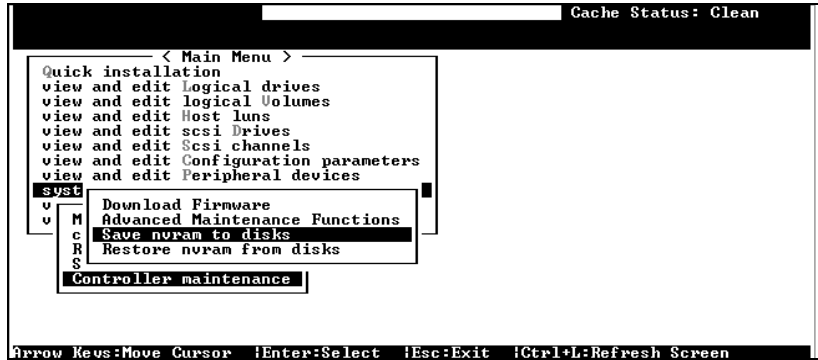 Cache Status: Clean
< Main Menu >
Quick installation
view and edit Logical drives
view and edit logical Volumes
view and edit Host luns
view and edit scsi Drives
view and edit Scsi channels
view and edit Configuration parameters
view and edit Peripheral devices
syst
v
Download Firmware
v M Advanced Maintenance Functions
c Save nvram to disks
R Restore nvram from disks
S
Controller maintenance
Arrow Keys:Move Cursor |Enter:Select |Esc:Exit |Ctrl+L:Refresh Screen